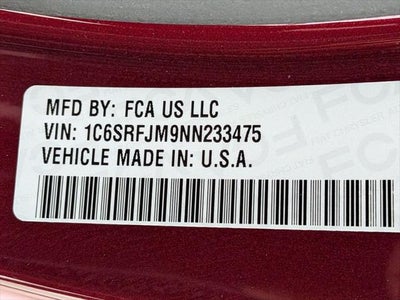 MFD BY: FCA US LLC
VIN: 1C6SRFJM9NN233475
VEHICLE MADE IN: U.S.A.